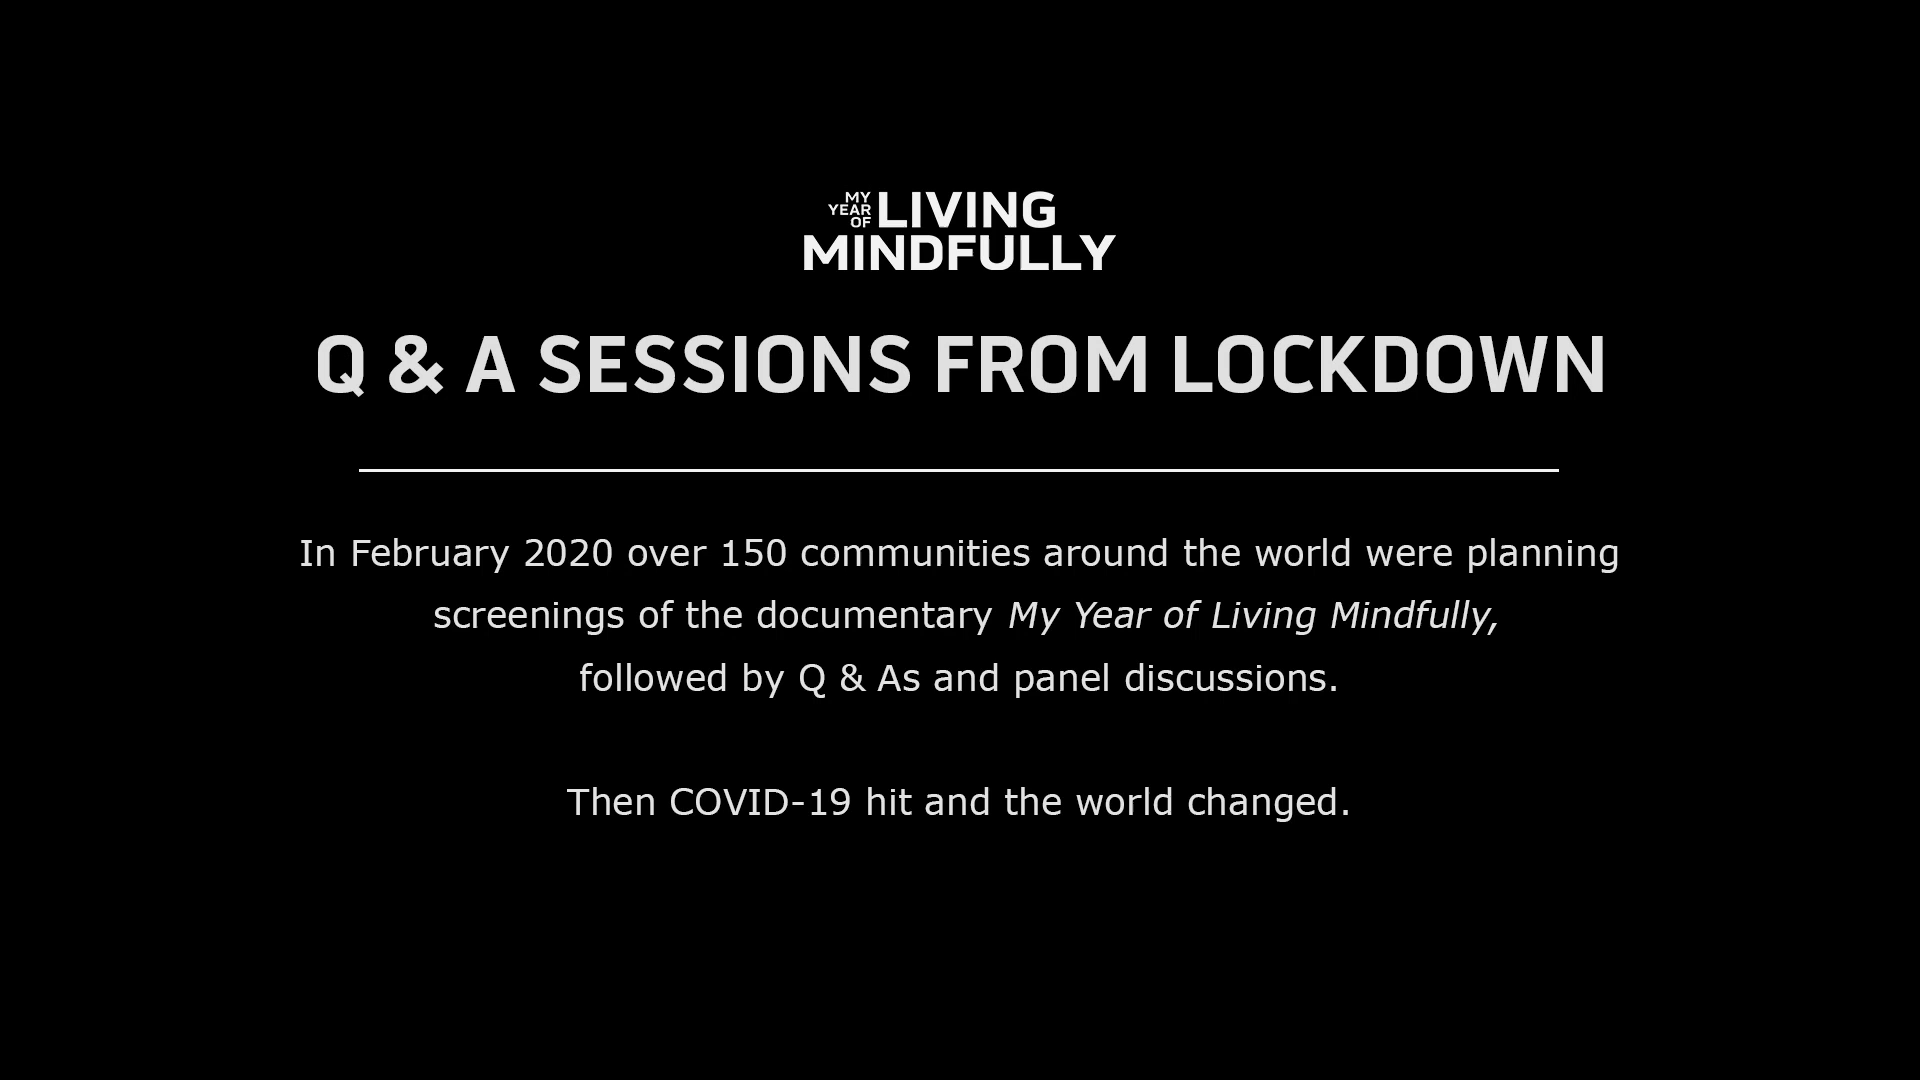 MY
YEAR
OF
LIVING
MINDFULLY
Q & A SESSIONS FROM LOCKDOWN
In February 2020 over 150 communities around the world were planning
screenings of the documentary My Year of Living Mindfully,
followed by Q & As and panel discussions.
Then COVID-19 hit and the world changed.